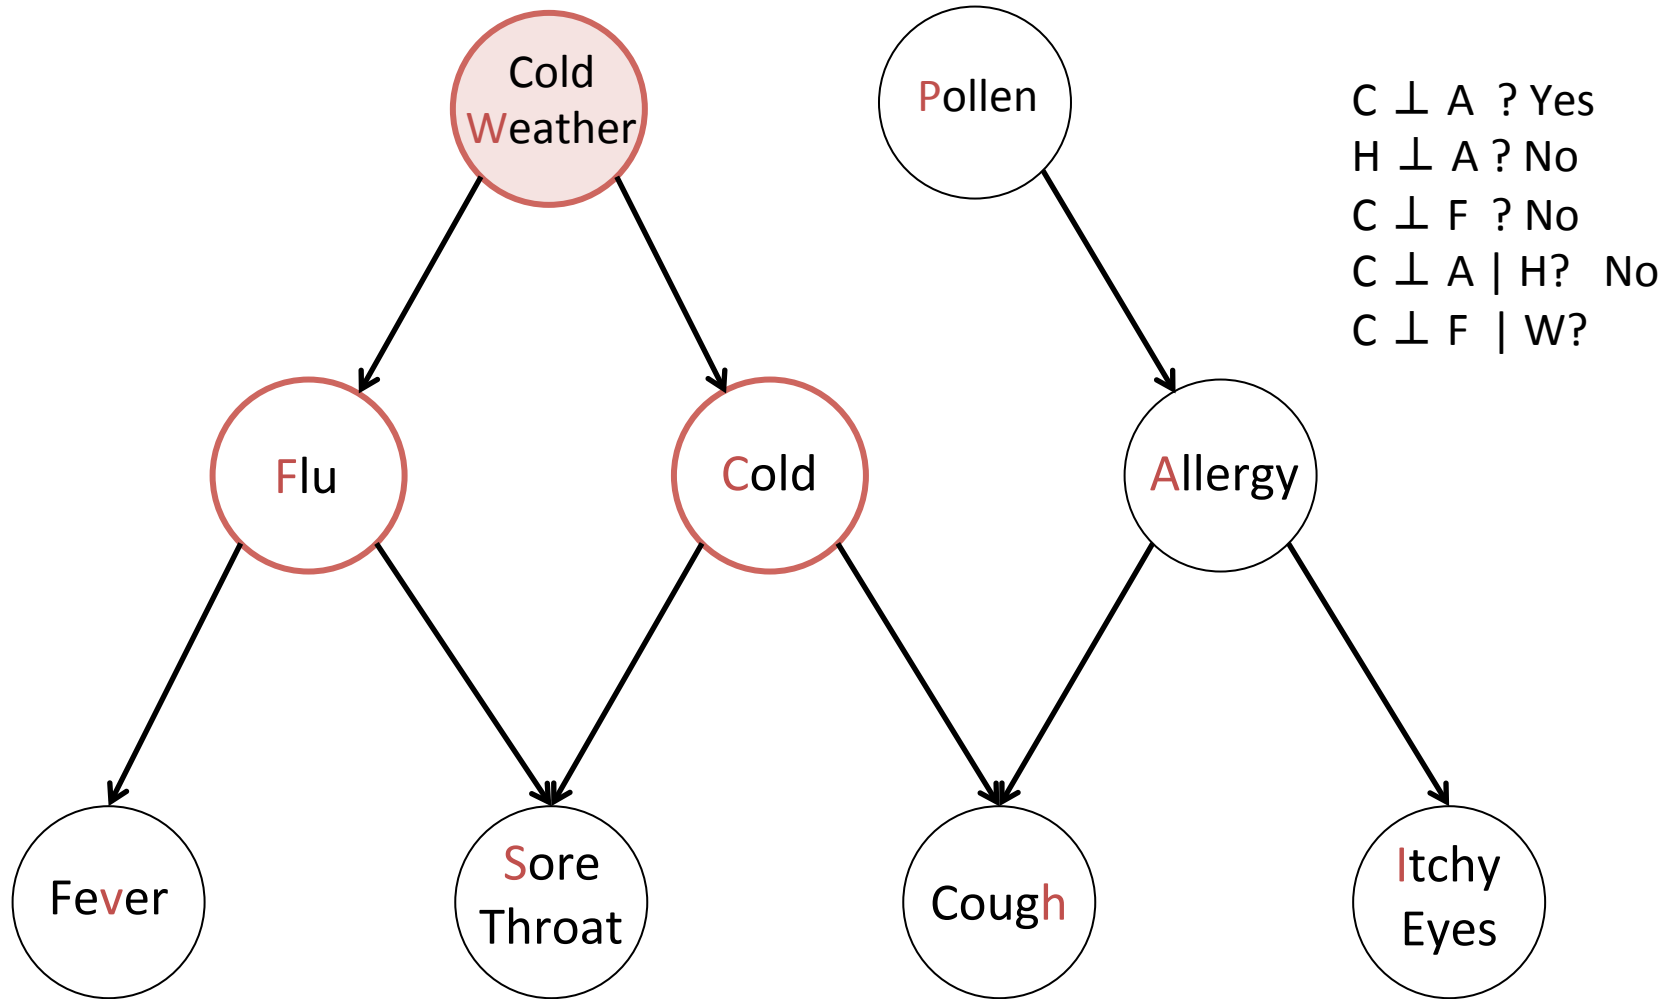 Cold
Weather
Pollen
C ⊥ A ? Yes
H ⊥ A ? No
C ⊥ F ? No
C ⊥ A | H? No
C ⊥ F | W?
Flu
Cold
Allergy
Fever
Sore
Throat
Cough
Itchy
Eyes